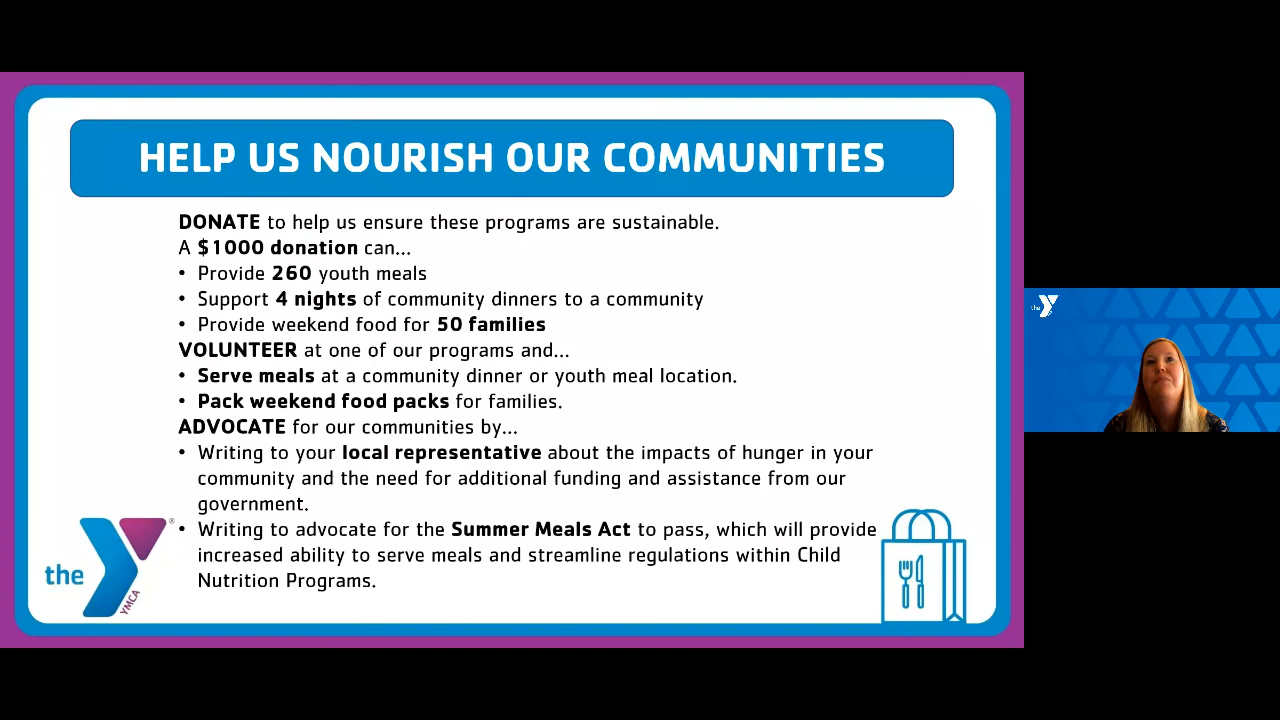 HELP US NOURISH OUR COMMUNITIES
DONATE to help us ensure these programs are sustainable.
A $1000 donation can...
• Provide 260 youth meals
• Support 4 nights of community dinners to a community
• Provide weekend food for 50 families
VOLUNTEER at one of our programs and...
• Serve meals at a community dinner or youth meal location.
• Pack weekend food packs for families.
ADVOCATE for our communities by...
• Writing to your local representative about the impacts of hunger in your
community and the need for additional funding and assistance from our
government.
• Writing to advocate for the Summer Meals Act to pass, which will provide
increased ability to serve meals and streamline regulations within Child
Nutrition Programs.
the Y®
YMCA
the Y